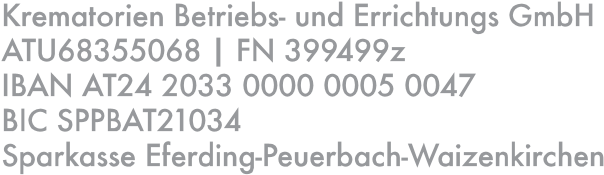 Krematorien Betriebs- und Errichtungs GmbH
ATU68355068 | FN 399499z
IBAN AT24 2033 0000 0005 0047
BIC SPPBAT21034
Sparkasse Eferding-Peuerbach-Waizenkirchen